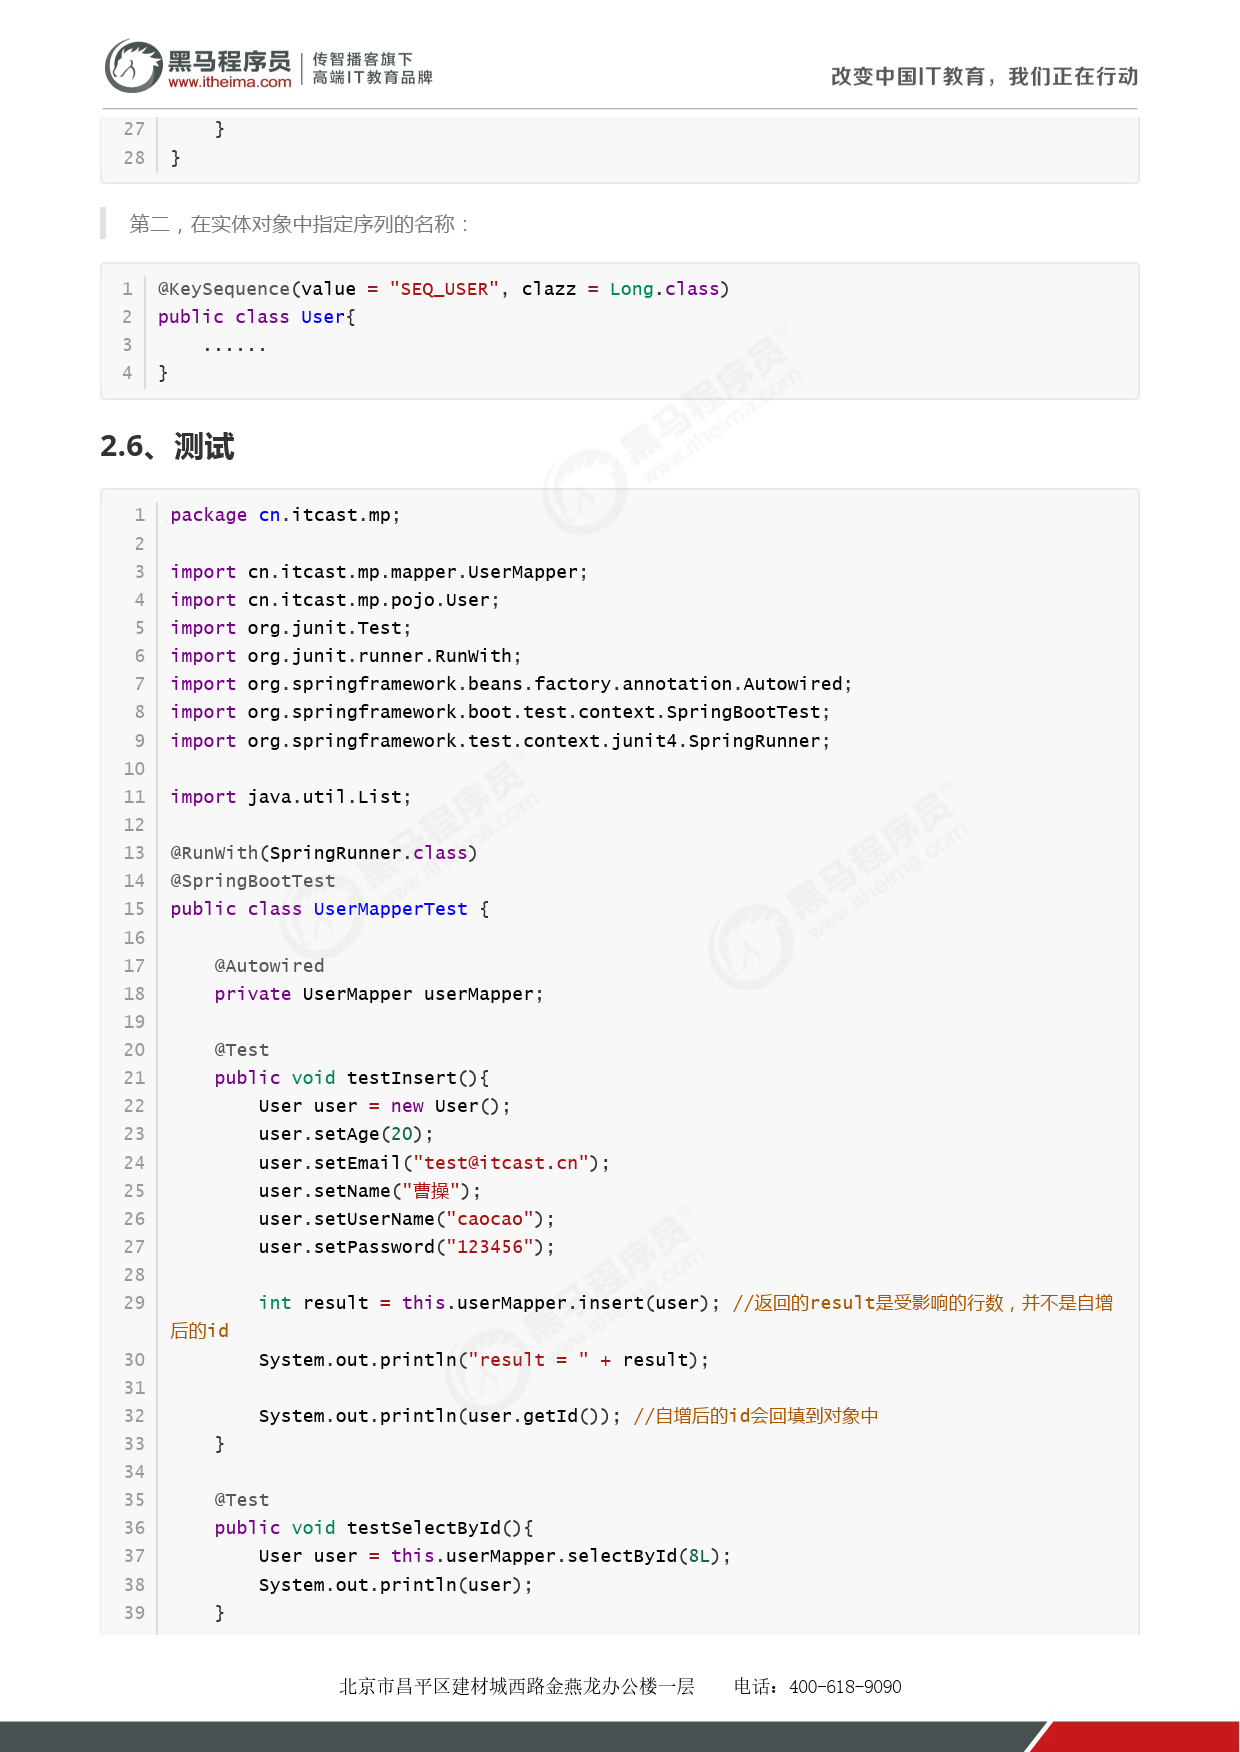 黑马程序员
www.itheima.com
传智播客旗下
高端IT教育品牌
改变中国IT教育，我们正在行动
27     }
28 }
第二，在实体对象中指定序列的名称：
1 @KeySequence(value = "SEQ_USER", clazz = Long.class)
2 public class User{
3     ......
4 }
2.6、测试
1 package cn.itcast.mp;
2
3 import cn.itcast.mp.mapper.UserMapper;
4 import cn.itcast.mp.pojo.User;
5 import org.junit.Test;
6 import org.junit.runner.RunWith;
7 import org.springframework.beans.factory.annotation.Autowired;
8 import org.springframework.boot.test.context.SpringBootTest;
9 import org.springframework.test.context.junit4.SpringRunner;
10
11 import java.util.List;
12
13 @RunWith(SpringRunner.class)
14 @SpringBootTest
15 public class UserMapperTest {
16
17     @Autowired
18     private UserMapper userMapper;
19
20     @Test
21     public void testInsert(){
22         User user = new User();
23         user.setAge(20);
24         user.setEmail("test@itcast.cn");
25         user.setName("曹操");
26         user.setUserName("caocao");
27         user.setPassword("123456");
28
29         int result = this.userMapper.insert(user); //返回的result是受影响的行数，并不是自增
后的id
30         System.out.println("result = " + result);
31
32         System.out.println(user.getId()); //自增后的id会回填到对象中
33     }
34
35     @Test
36     public void testSelectById(){
37         User user = this.userMapper.selectById(8L);
38         System.out.println(user);
39     }
北京市昌平区建材城西路金燕龙办公楼一层 电话：400-618-9090